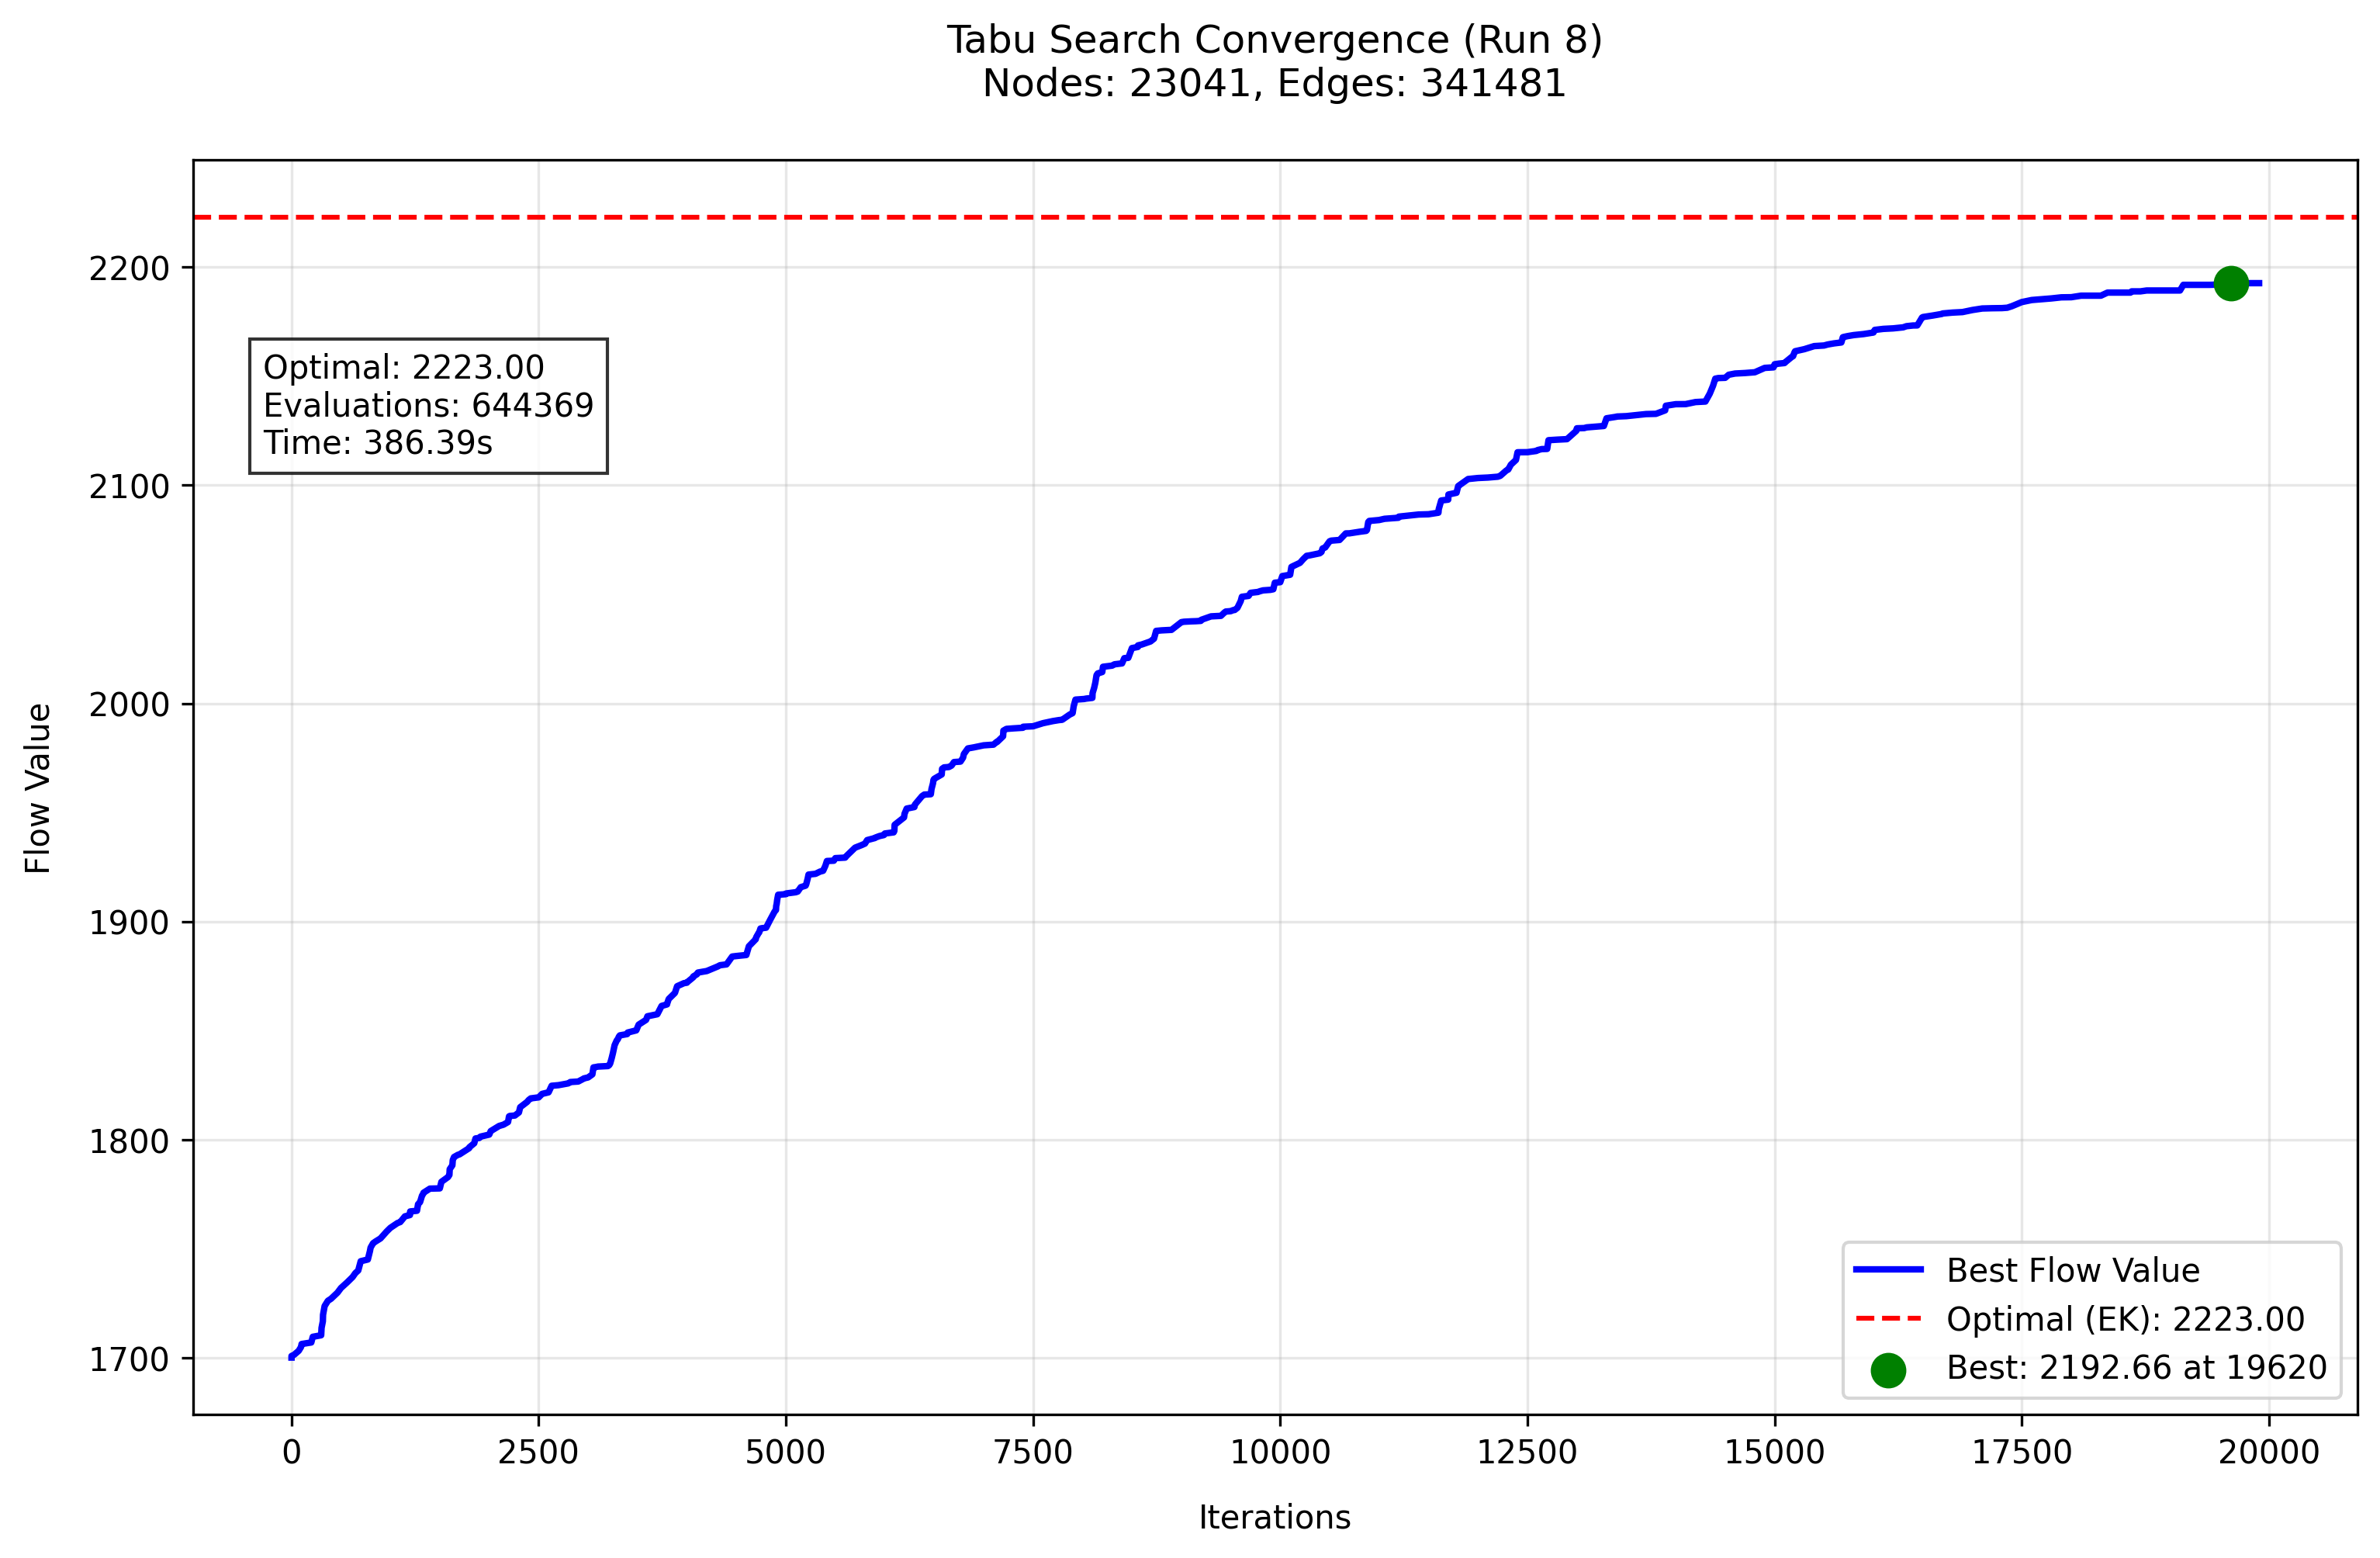 Tabu Search Convergence (Run 8)
Nodes: 23041, Edges: 341481
Flow Value
2200
2100
2000
1900
1800
1700
Optimal: 2223.00
Evaluations: 644369
Time: 386.39s
Best Flow Value
Optimal (EK): 2223.00
Best: 2192.66 at 19620
0 2500 5000 7500 10000 12500 15000 17500 20000
Iterations